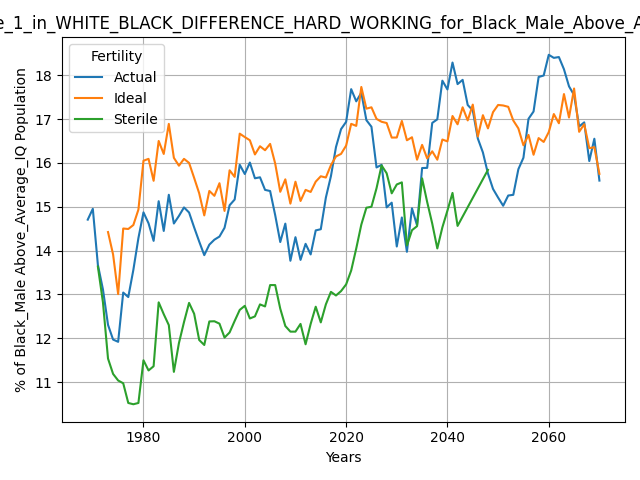 e_1_in_WHITE_BLACK_DIFFERENCE_HARD_WORKING_for_Black_Male_Above_A
Fertility
Actual
Ideal
Sterile
% of Black_Male Above_Average_IQ Population
18
17
16
15
14
13
12
11
1980 2000 2020 2040 2060
Years